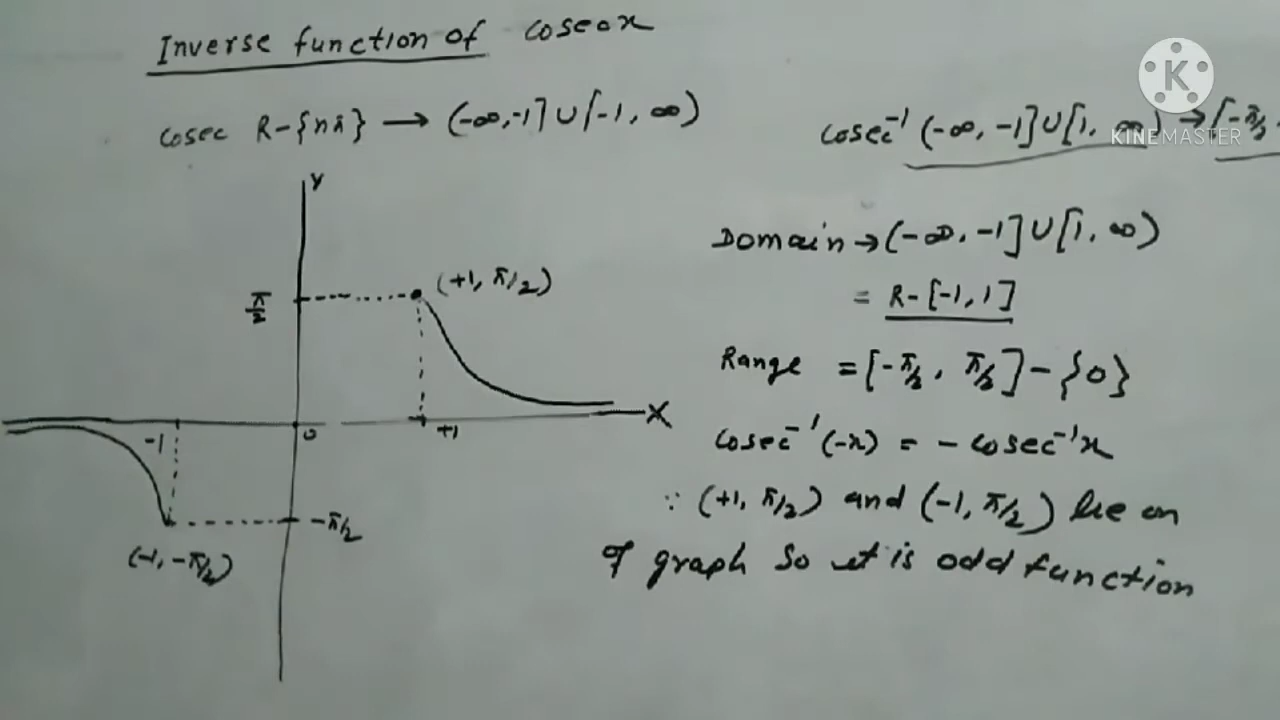 Inverse function of cosecx
cosec R-{nπ} → (-∞,-1]∪[-1, ∞)
cosec⁻¹ (-∞, -1]∪[1, ∞) → [-π/2,
KINEMASTER
K
Y
Domain → (-∞, -1]∪[1, ∞)
(+1, π/2)
π/2
= R-[-1,1]
Range = [-π/2, π/2]-{0}
X
-1
0
+1
cosec⁻¹(-x) = - cosec⁻¹x
∵ (+1, π/2) and (-1, π/2) lie on
-π/2
(-1, -π/2)
of graph so it is odd function